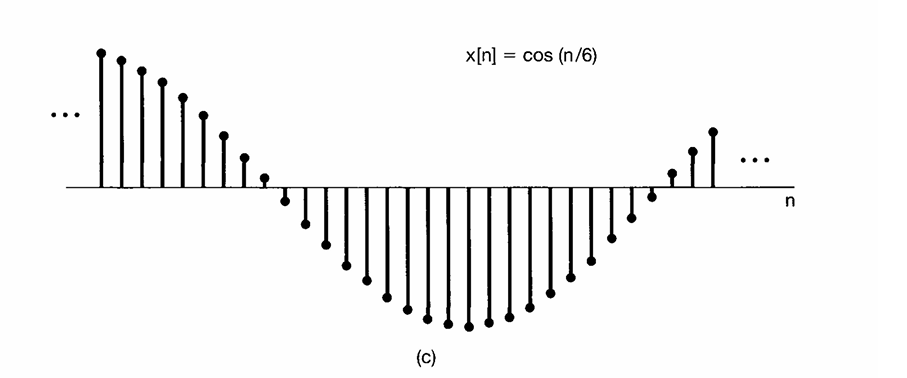 x[n] = cos (n/6)
...
...
n
(c)